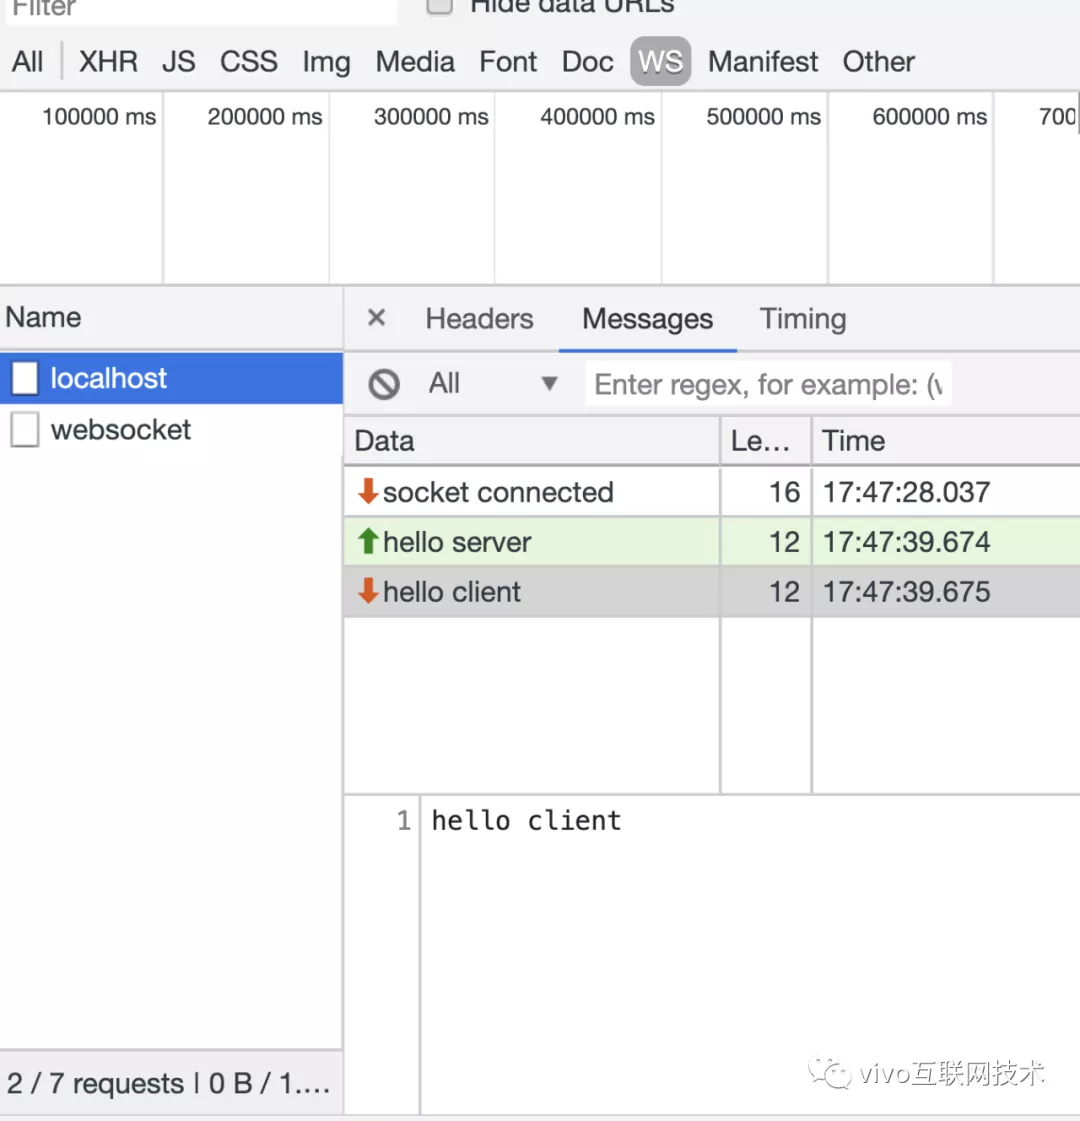 Filter Hide data URLs
All XHR JS CSS Img Media Font Doc WS Manifest Other
100000 ms 200000 ms 300000 ms 400000 ms 500000 ms 600000 ms 700
Name
localhost
websocket
2 / 7 requests | 0 B / 1....
× Headers Messages Timing
All ▼ Enter regex, for example: (
Data Le... Time
socket connected 16 17:47:28.037
hello server 12 17:47:39.674
hello client 12 17:47:39.675
1 hello client
vivo互联网技术